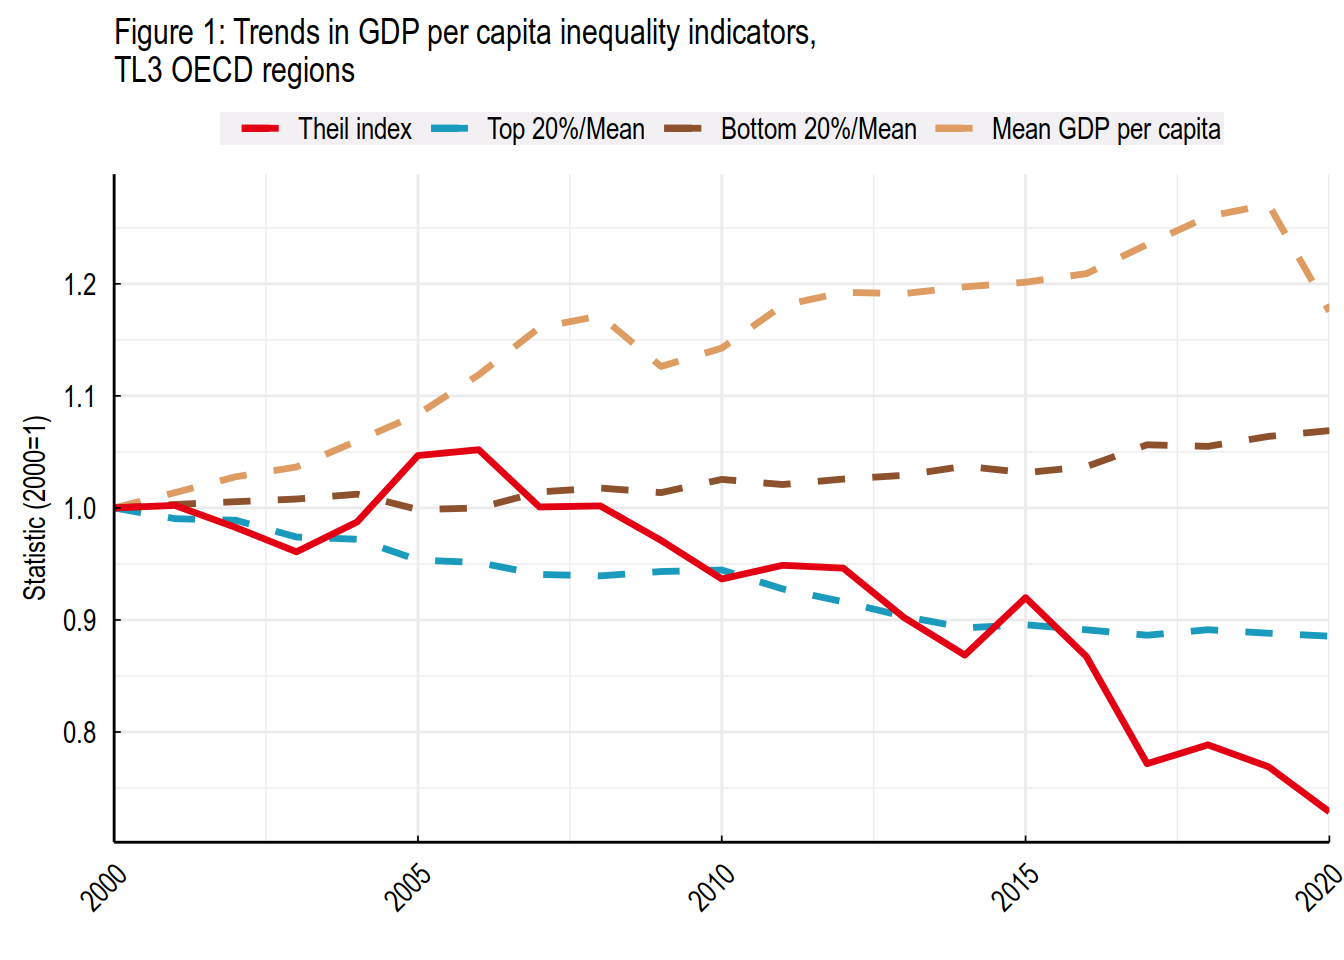 Figure 1: Trends in GDP per capita inequality indicators,
TL3 OECD regions
Theil index Top 20%/Mean Bottom 20%/Mean Mean GDP per capita
Statistic (2000=1)
1.2
1.1
1.0
0.9
0.8
2000 2005 2010 2015 2020